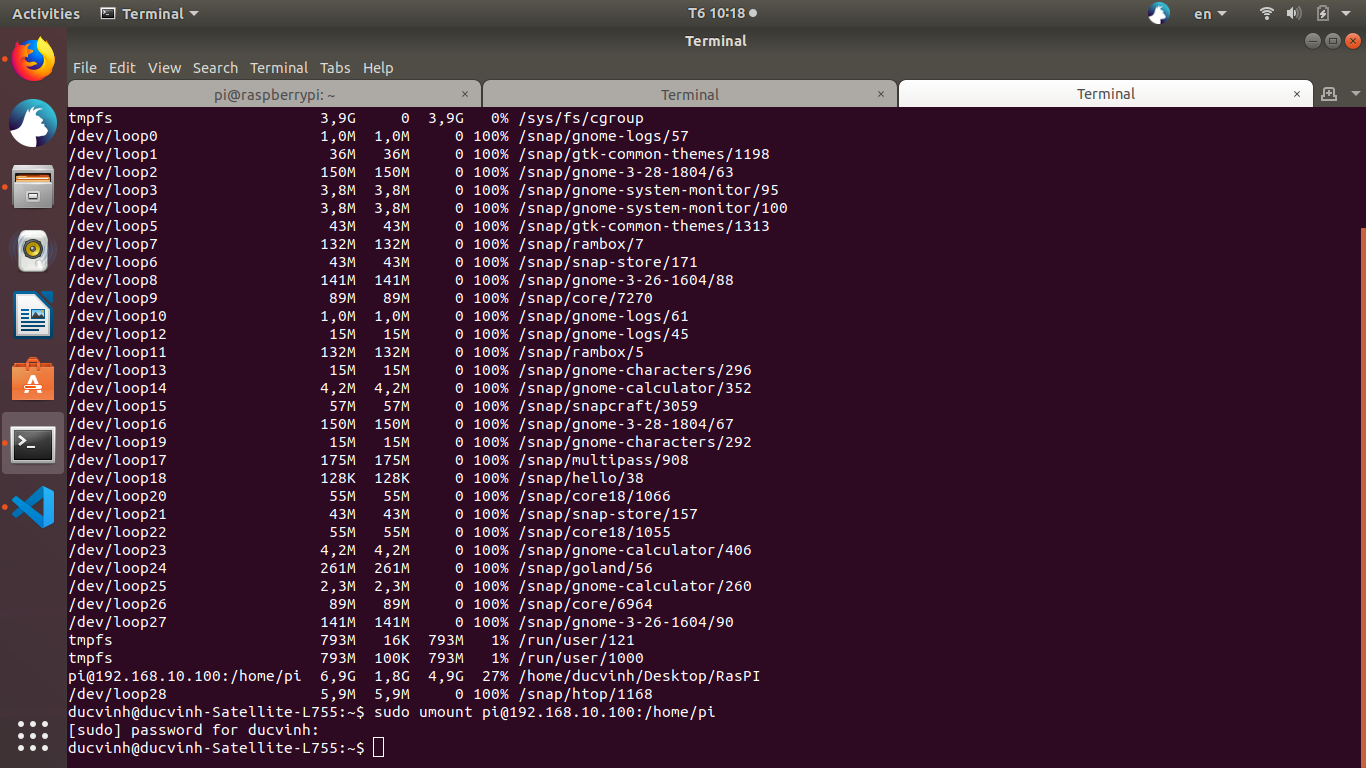 Activities Terminal T6 10:18 en
Terminal
File Edit View Search Terminal Tabs Help
pi@raspberrypi: ~ × Terminal × Terminal ×
tmpfs 3,9G 0 3,9G 0% /sys/fs/cgroup
/dev/loop0 1,0M 1,0M 0 100% /snap/gnome-logs/57
/dev/loop1 36M 36M 0 100% /snap/gtk-common-themes/1198
/dev/loop2 150M 150M 0 100% /snap/gnome-3-28-1804/63
/dev/loop3 3,8M 3,8M 0 100% /snap/gnome-system-monitor/95
/dev/loop4 3,8M 3,8M 0 100% /snap/gnome-system-monitor/100
/dev/loop5 43M 43M 0 100% /snap/gtk-common-themes/1313
/dev/loop7 132M 132M 0 100% /snap/rambox/7
/dev/loop6 43M 43M 0 100% /snap/snap-store/171
/dev/loop8 141M 141M 0 100% /snap/gnome-3-26-1604/88
/dev/loop9 89M 89M 0 100% /snap/core/7270
/dev/loop10 1,0M 1,0M 0 100% /snap/gnome-logs/61
/dev/loop12 15M 15M 0 100% /snap/gnome-logs/45
/dev/loop11 132M 132M 0 100% /snap/rambox/5
/dev/loop13 15M 15M 0 100% /snap/gnome-characters/296
/dev/loop14 4,2M 4,2M 0 100% /snap/gnome-calculator/352
/dev/loop15 57M 57M 0 100% /snap/snapcraft/3059
/dev/loop16 150M 150M 0 100% /snap/gnome-3-28-1804/67
/dev/loop19 15M 15M 0 100% /snap/gnome-characters/292
/dev/loop17 175M 175M 0 100% /snap/multipass/908
/dev/loop18 128K 128K 0 100% /snap/hello/38
/dev/loop20 55M 55M 0 100% /snap/core18/1066
/dev/loop21 43M 43M 0 100% /snap/snap-store/157
/dev/loop22 55M 55M 0 100% /snap/core18/1055
/dev/loop23 4,2M 4,2M 0 100% /snap/gnome-calculator/406
/dev/loop24 261M 261M 0 100% /snap/goland/56
/dev/loop25 2,3M 2,3M 0 100% /snap/gnome-calculator/260
/dev/loop26 89M 89M 0 100% /snap/core/6964
/dev/loop27 141M 141M 0 100% /snap/gnome-3-26-1604/90
tmpfs 793M 16K 793M 1% /run/user/121
tmpfs 793M 100K 793M 1% /run/user/1000
pi@192.168.10.100:/home/pi 6,9G 1,8G 4,9G 27% /home/ducvinh/Desktop/RasPI
/dev/loop28 5,9M 5,9M 0 100% /snap/htop/1168
ducvinh@ducvinh-Satellite-L755:~$ sudo umount pi@192.168.10.100:/home/pi
[sudo] password for ducvinh:
ducvinh@ducvinh-Satellite-L755:~$